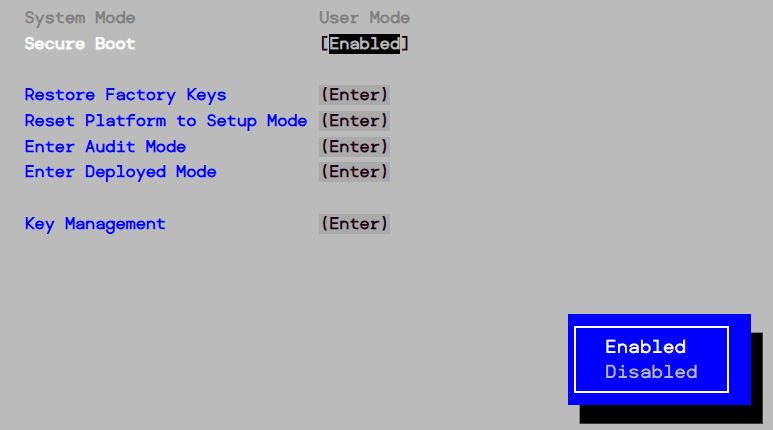 System Mode User Mode
Secure Boot [Enabled]
Restore Factory Keys (Enter)
Reset Platform to Setup Mode (Enter)
Enter Audit Mode (Enter)
Enter Deployed Mode (Enter)
Key Management (Enter)
Enabled
Disabled